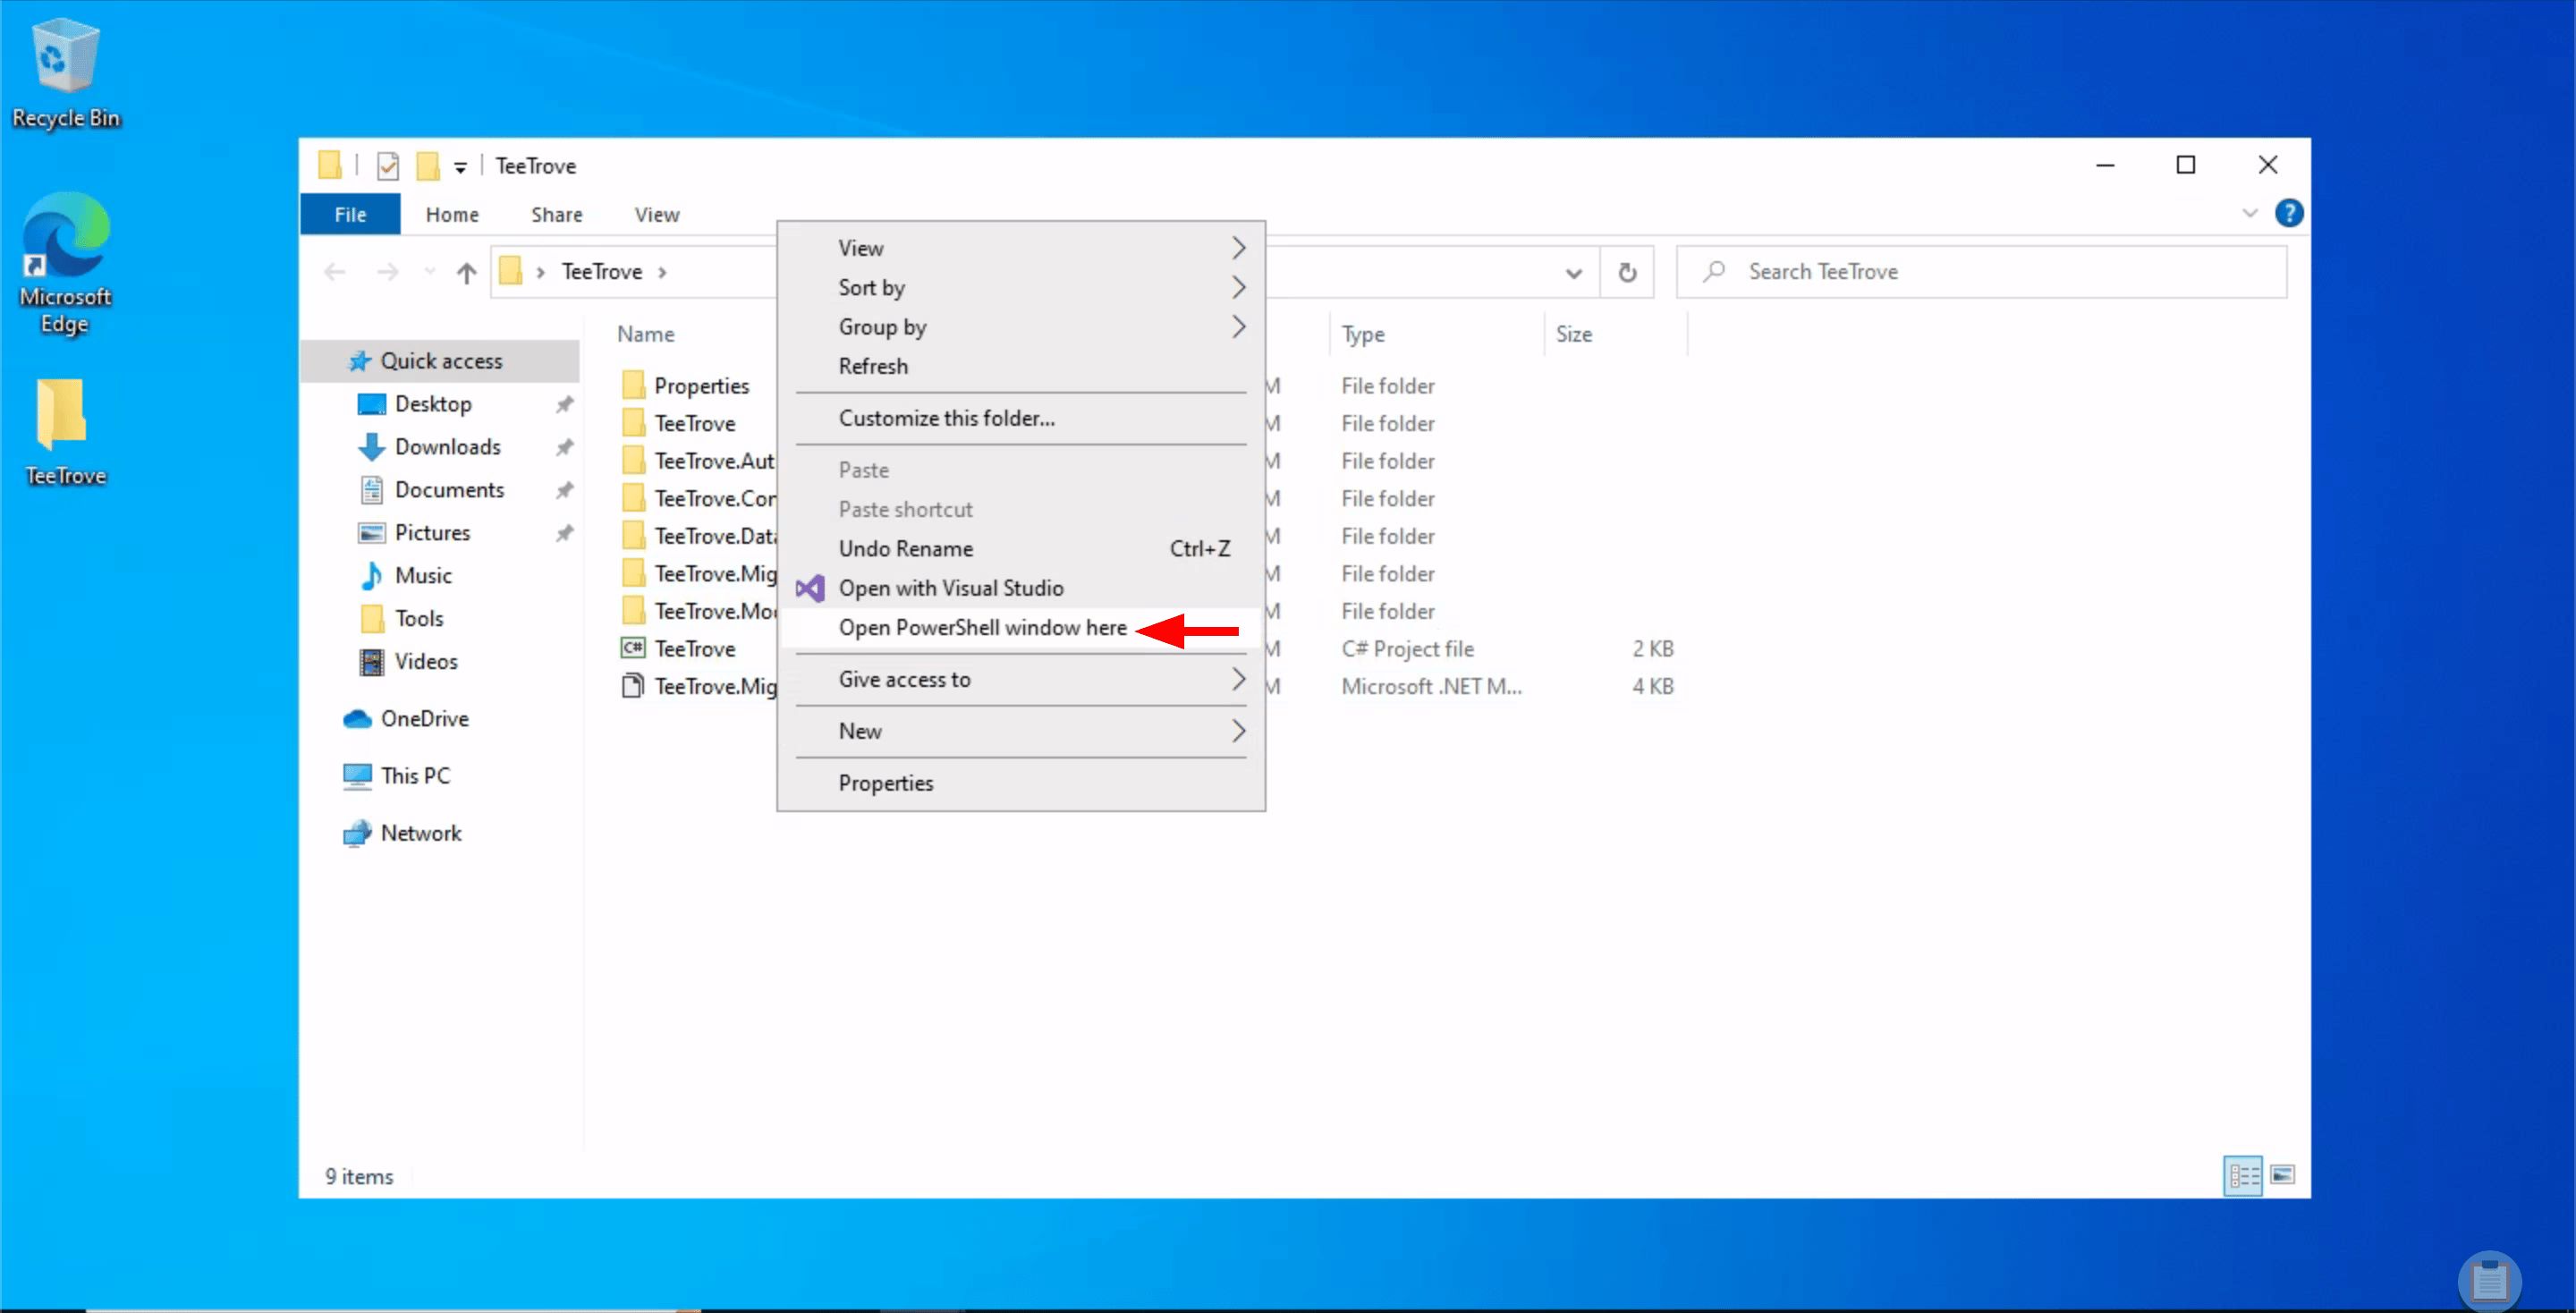 Recycle Bin
Microsoft
Edge
TeeTrove
TeeTrove
File Home Share View
TeeTrove
Search TeeTrove
Quick access
Desktop
Downloads
Documents
Pictures
Music
Tools
Videos
OneDrive
This PC
Network
Name Type Size
Properties M File folder
TeeTrove M File folder
TeeTrove.Aut M File folder
TeeTrove.Con M File folder
TeeTrove.Data M File folder
TeeTrove.Mig M File folder
TeeTrove.Mod M File folder
C# TeeTrove M C# Project file 2 KB
TeeTrove.Mig M Microsoft .NET M... 4 KB
View
Sort by
Group by
Refresh
Customize this folder...
Paste
Paste shortcut
Undo Rename Ctrl+Z
Open with Visual Studio
Open PowerShell window here
Give access to
New
Properties
9 items